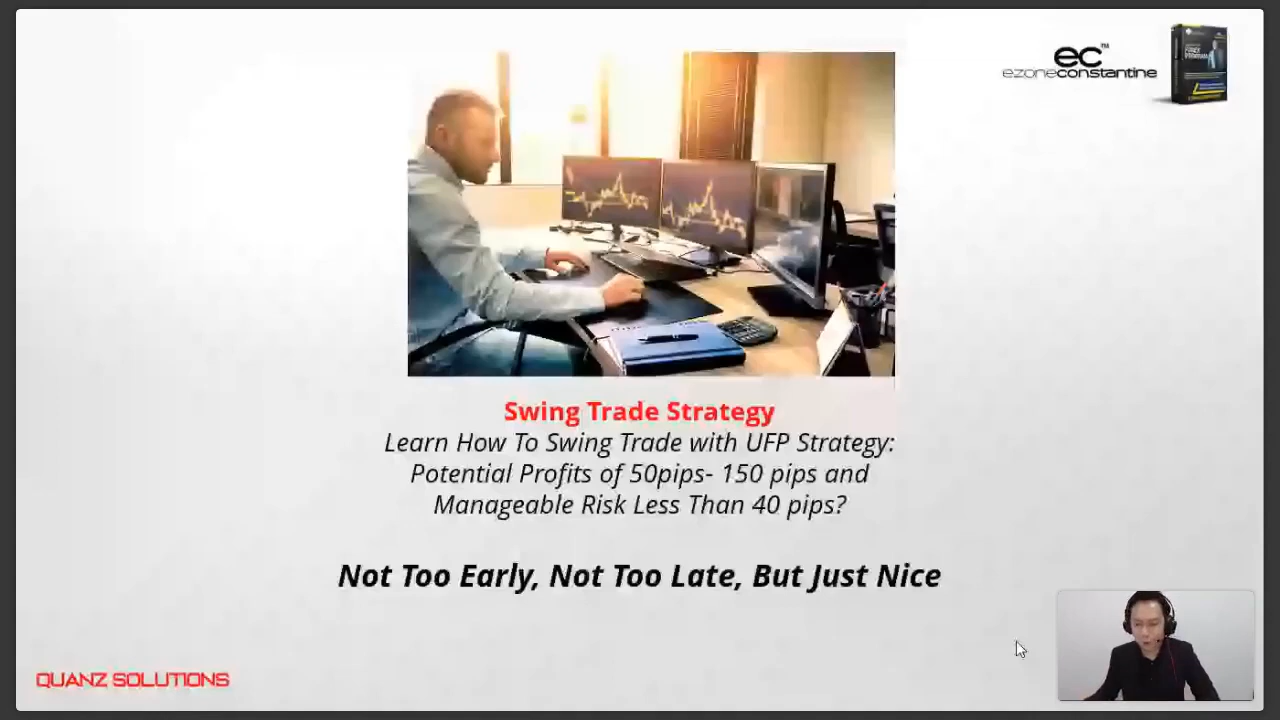 ec™
ezoneconstantine
Swing Trade Strategy
Learn How To Swing Trade with UFP Strategy:
Potential Profits of 50pips- 150 pips and
Manageable Risk Less Than 40 pips?
Not Too Early, Not Too Late, But Just Nice
QUANZ SOLUTIONS